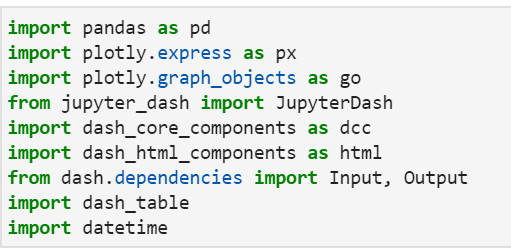 import pandas as pd
import plotly.express as px
import plotly.graph_objects as go
from jupyter_dash import JupyterDash
import dash_core_components as dcc
import dash_html_components as html
from dash.dependencies import Input, Output
import dash_table
import datetime